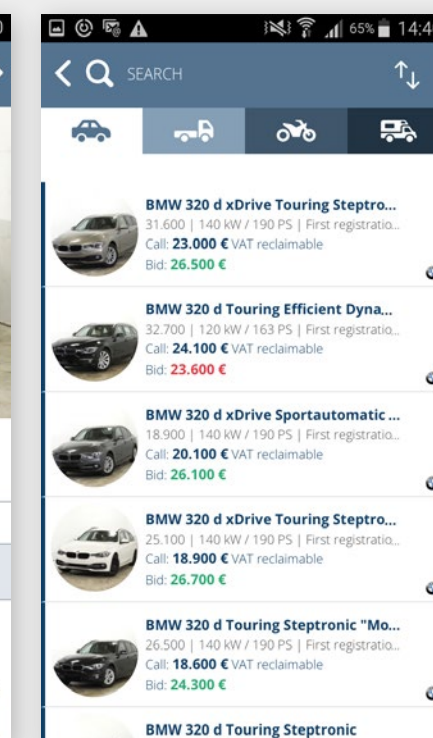 65% 14:4
SEARCH
BMW 320 d xDrive Touring Steptro...
31.600 | 140 kW / 190 PS | First registratio...
Call: 23.000 € VAT reclaimable
Bid: 26.500 €
BMW 320 d Touring Efficient Dyna...
32.700 | 120 kW / 163 PS | First registratio...
Call: 24.100 € VAT reclaimable
Bid: 23.600 €
BMW 320 d xDrive Sportautomatic ...
18.900 | 140 kW / 190 PS | First registratio...
Call: 20.100 € VAT reclaimable
Bid: 26.100 €
BMW 320 d xDrive Touring Steptro...
25.100 | 140 kW / 190 PS | First registratio...
Call: 18.900 € VAT reclaimable
Bid: 26.700 €
BMW 320 d Touring Steptronic "Mo...
26.500 | 140 kW / 190 PS | First registratio...
Call: 18.600 € VAT reclaimable
Bid: 24.300 €
BMW 320 d Touring Steptronic